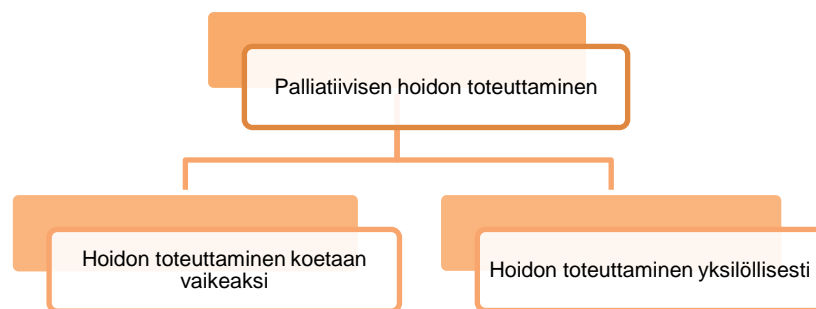 Palliatiivisen hoidon toteuttaminen
Hoidon toteuttaminen koetaan
vaikeaksi
Hoidon toteuttaminen yksilöllisesti